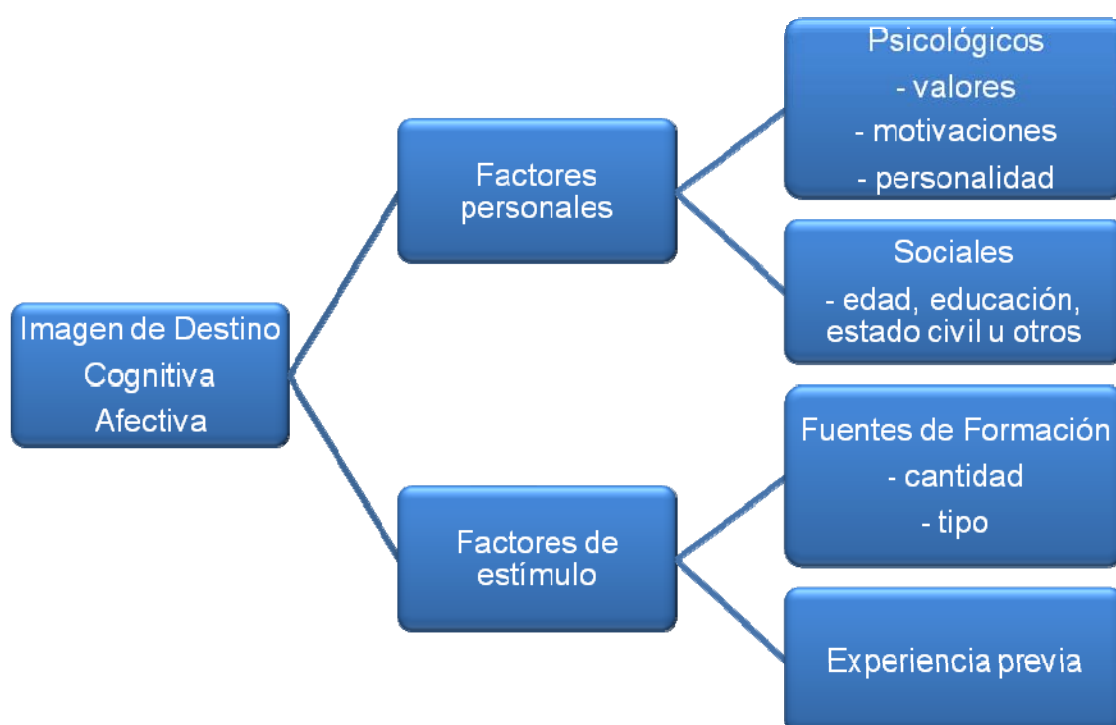 Imagen de Destino
Cognitiva
Afectiva
Factores
personales
Psicológicos
- valores
- motivaciones
- personalidad
Sociales
- edad, educación,
estado civil u otros
Factores de
estímulo
Fuentes de Formación
- cantidad
- tipo
Experiencia previa